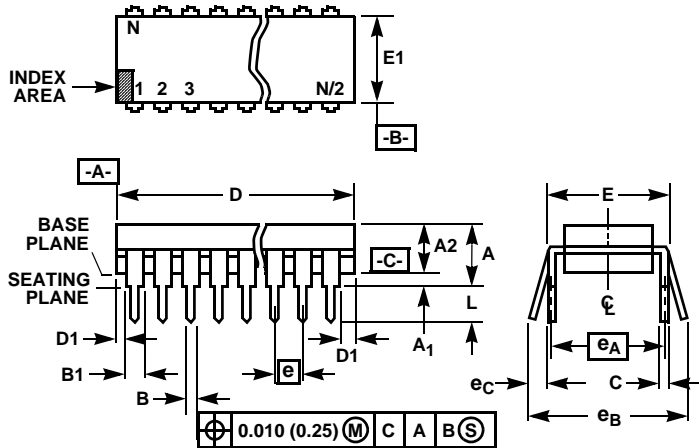 N
E1
INDEX
AREA
1 2 3 N/2
-B-
-A-
D
E
BASE
PLANE
A2 A
-C-
SEATING
PLANE
L
℄
D1
A1
D1
eA
B1
e
eC
C
B
eB
⌖ 0.010 (0.25) Ⓜ C A B Ⓢ